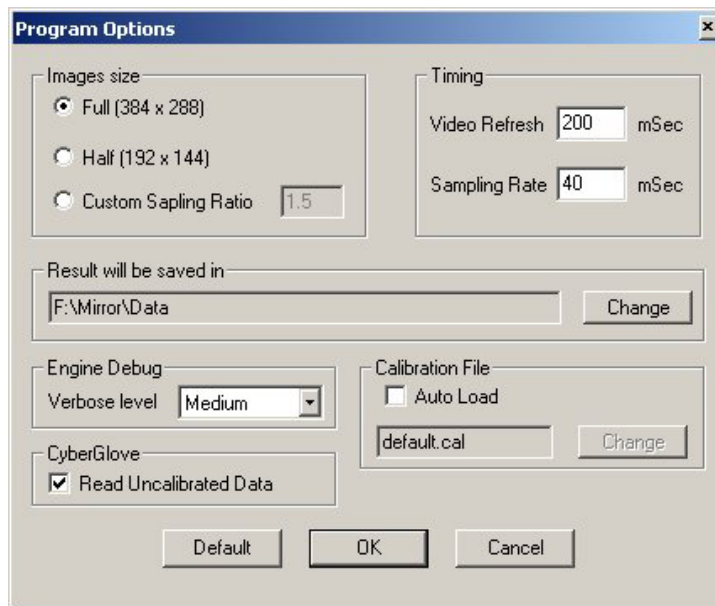 Program Options
Images size
Full (384 x 288)
Half (192 x 144)
Custom Sapling Ratio 1.5
Timing
Video Refresh 200 mSec
Sampling Rate 40 mSec
Result will be saved in
F:\Mirror\Data Change
Engine Debug
Verbose level Medium
CyberGlove
Read Uncalibrated Data
Calibration File
Auto Load
default.cal Change
Default OK Cancel